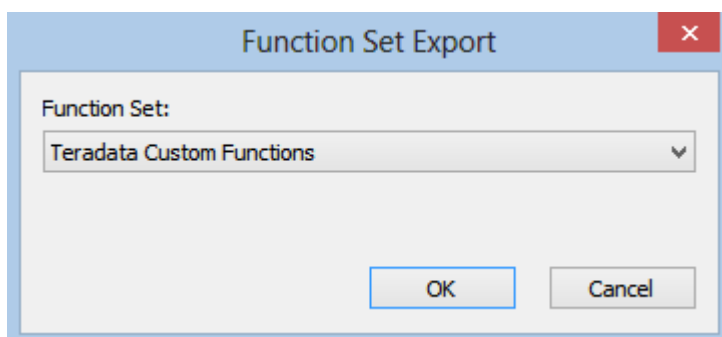 Function Set Export
Function Set:
Teradata Custom Functions
OK
Cancel